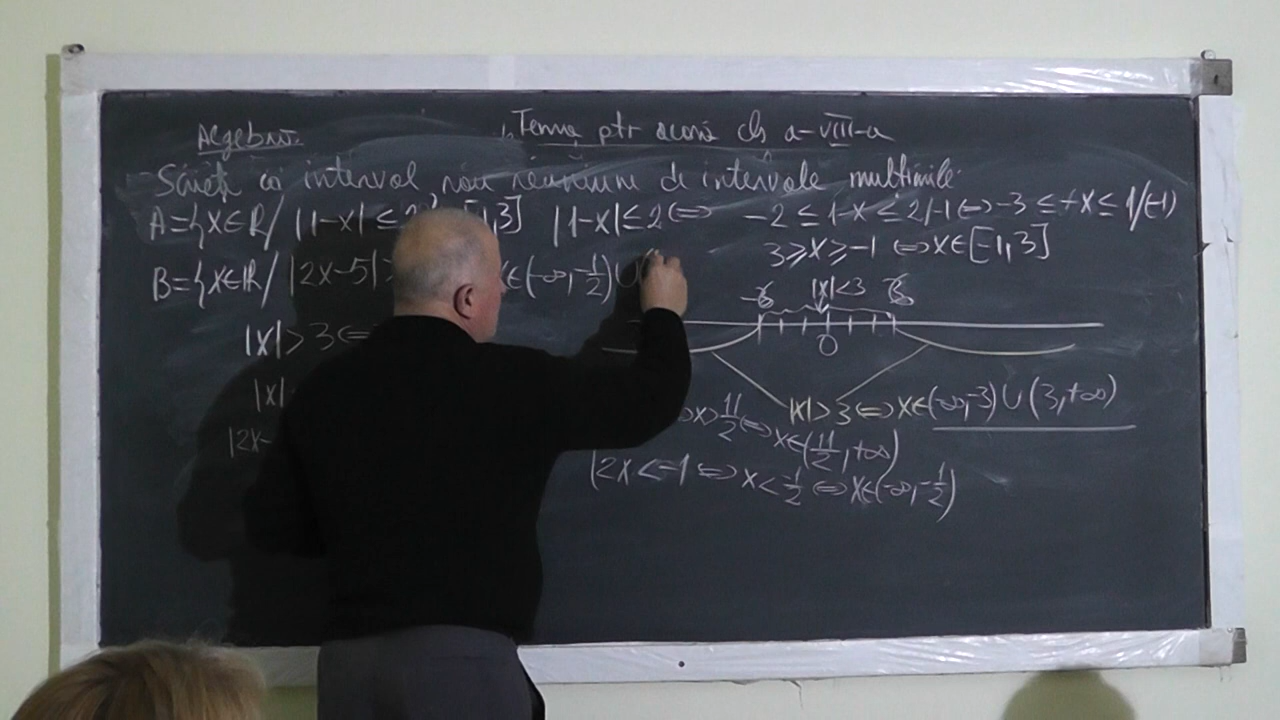 Algebră.
Temă ptr acasă cls a-VIII-a
Scrieți ca interval sau reuniune de intervale mulțimile
A={x∈R/ |1-x|≤ ,3] |1-x|≤2⇔ -2≤1-x≤2/-1⇔-3≤-x≤1/(-1)
3≥x≥-1 ⇔x∈[-1,3]
B={x∈R/ |2x-5|> ∈(-∞,-1/2)∪
|x|<3
|x|>3⇔
0
|x|
|x|>3⇔x∈(-∞,-3)∪(3,+∞)
|2x-
x>11/2⇔x∈(11/2,+∞)
2x<-1⇔x<-1/2⇔x∈(-∞,-1/2)